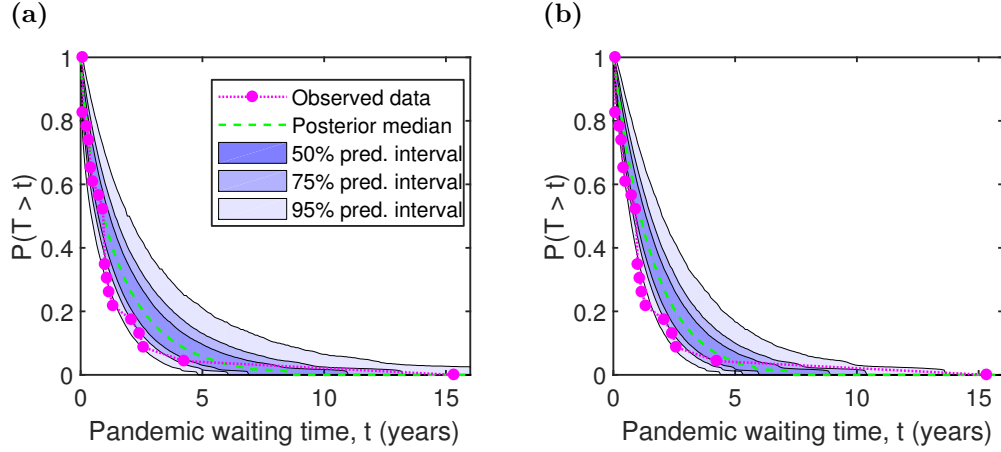 (a)
P(T > t)
1
0.8
0.6
0.4
0.2
0
0
5
10
15
Pandemic waiting time, t (years)
Observed data
Posterior median
50% pred. interval
75% pred. interval
95% pred. interval
(b)
P(T > t)
1
0.8
0.6
0.4
0.2
0
0
5
10
15
Pandemic waiting time, t (years)